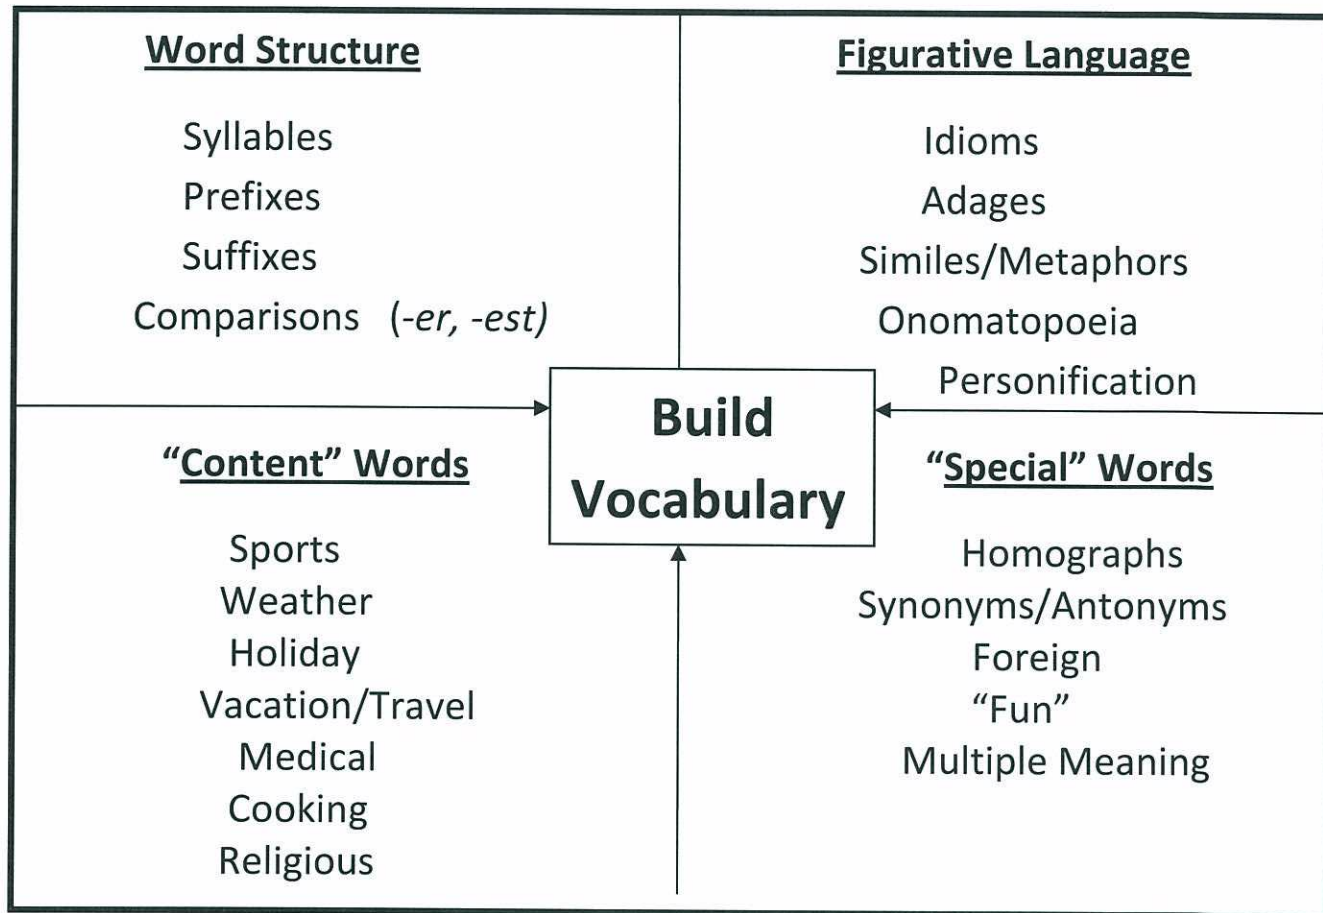 Word Structure
Syllables
Prefixes
Suffixes
Comparisons (-er, -est)
Figurative Language
Idioms
Adages
Similes/Metaphors
Onomatopoeia
Personification
Build
Vocabulary
“Content” Words
Sports
Weather
Holiday
Vacation/Travel
Medical
Cooking
Religious
“Special” Words
Homographs
Synonyms/Antonyms
Foreign
“Fun”
Multiple Meaning